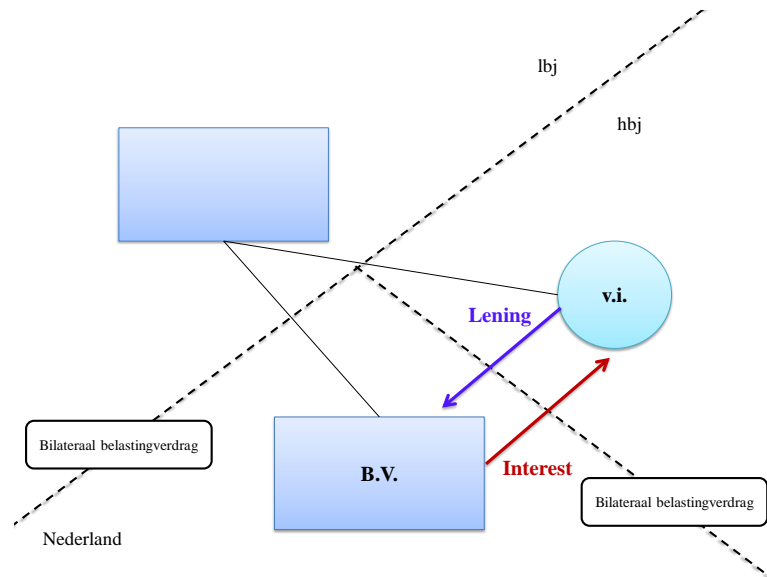 lbj
hbj
v.i.
Lening
Bilateraal belastingverdrag
B.V.
Interest
Bilateraal belastingverdrag
Nederland